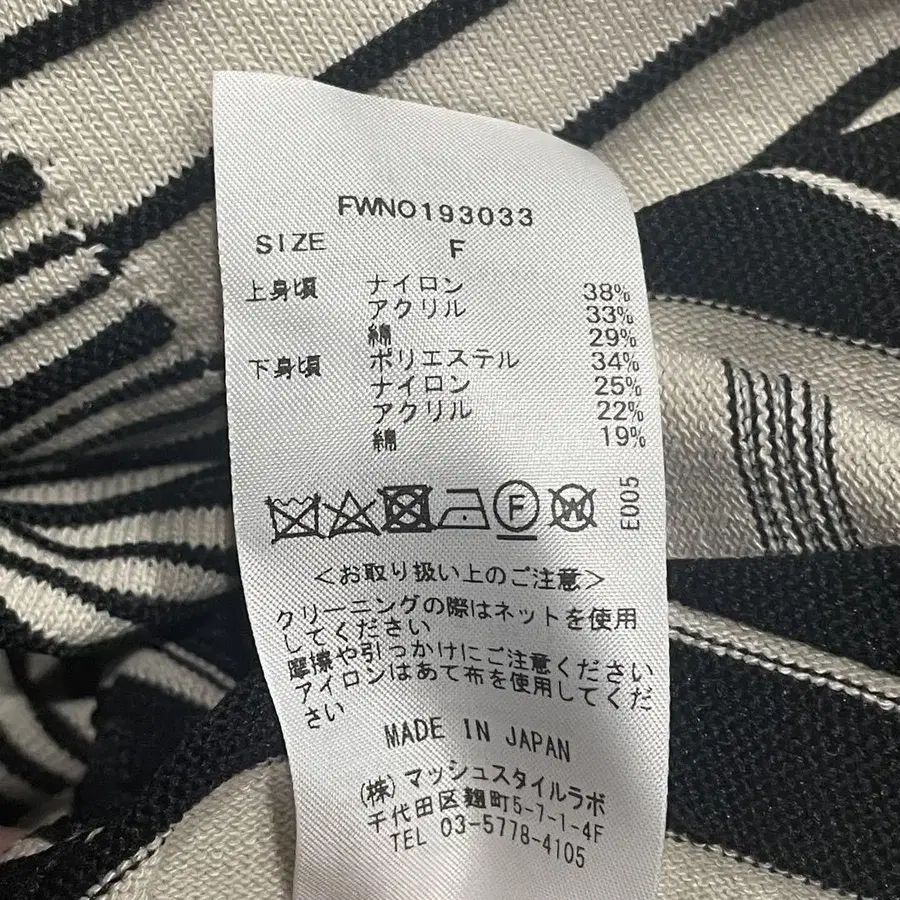 FWNO193033
SIZE F
上身頃 ナイロン 38%
アクリル 33%
綿 29%
下身頃 ポリエステル 34%
ナイロン 25%
アクリル 22%
綿 19%
F W
E005
<お取り扱い上のご注意>
クリーニングの際はネットを使用
してください
摩擦や引っかけにご注意ください
アイロンはあて布を使用してくだ
さい
MADE IN JAPAN
(株)マッシュスタイルラボ
千代田区麹町5-7-1-4F
TEL 03-5778-4105